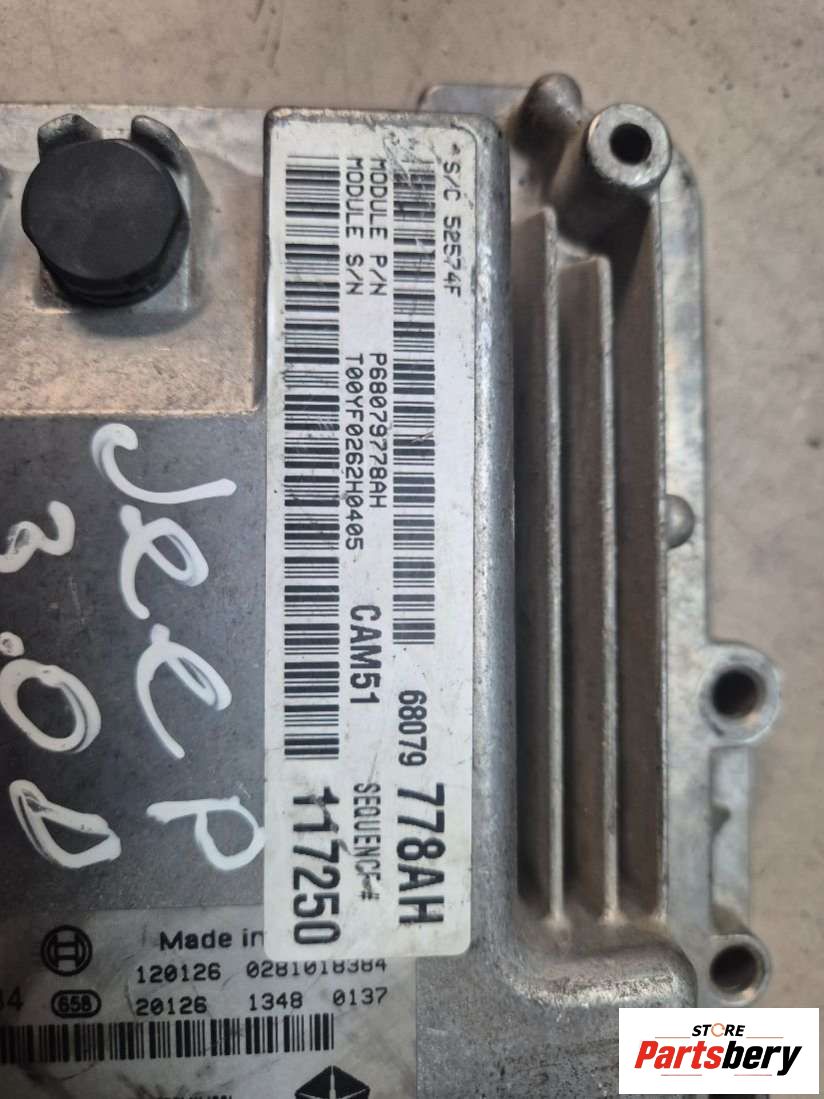 *S/C 52574F
MODULE P/N P68079778AH
MODULE S/N T00YF0262H0405
68079 778AH
CAM51
SEQUENCE #
117250
JEEP
3.0D
Made in
120126 0281018384
658 20126 1348 0137
STORE
Partsbery